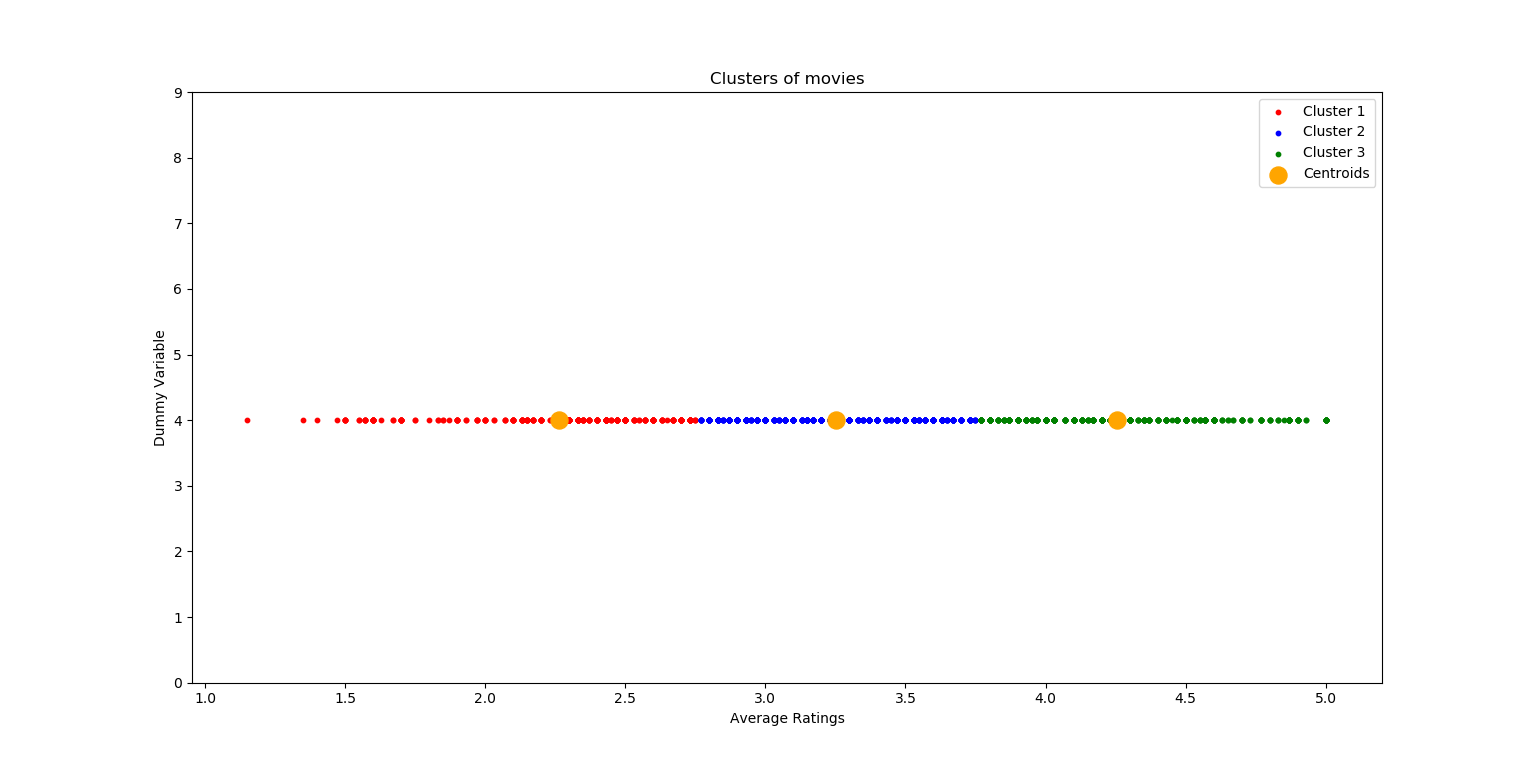 Clusters of movies
Cluster 1
Cluster 2
Cluster 3
Centroids
9
8
7
6
5
4
3
2
1
0
Dummy Variable
1.0 1.5 2.0 2.5 3.0 3.5 4.0 4.5 5.0
Average Ratings